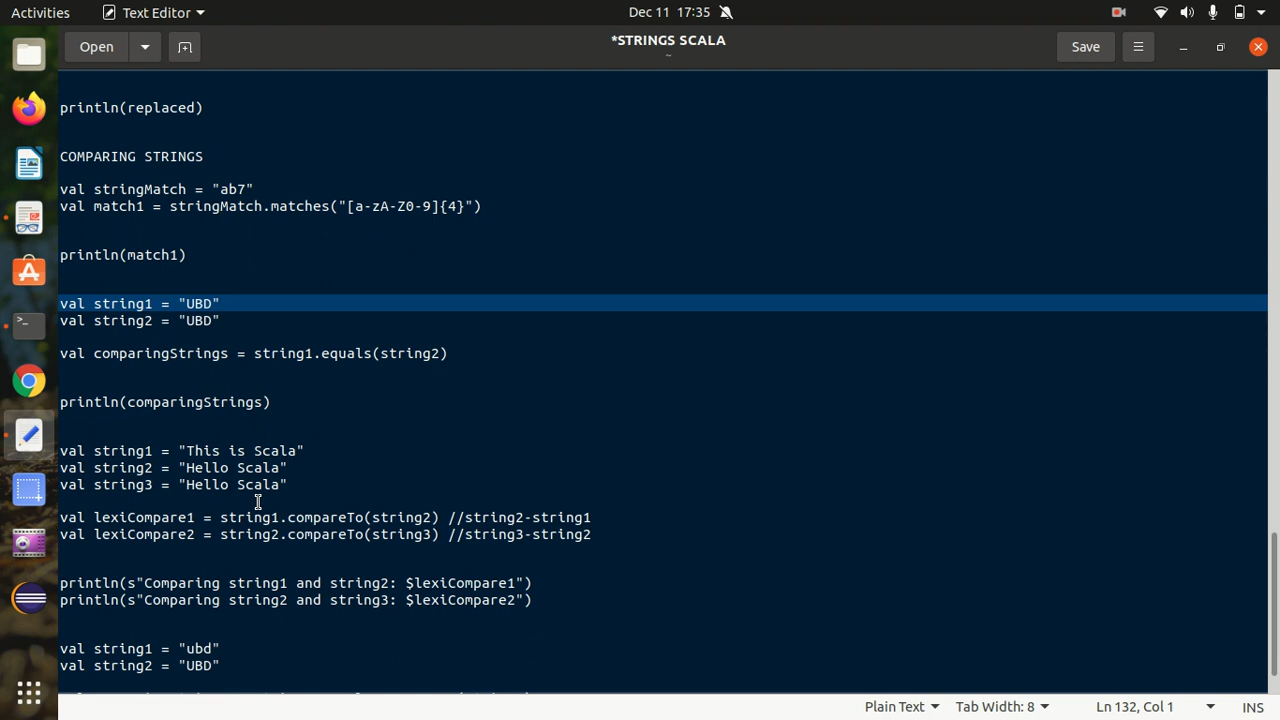 Activities
Text Editor
Dec 11 17:35
Open
*STRINGS SCALA
~
Save
println(replaced)
COMPARING STRINGS
val stringMatch = "ab7"
val match1 = stringMatch.matches("[a-zA-Z0-9]{4}")
println(match1)
val string1 = "UBD"
val string2 = "UBD"
val comparingStrings = string1.equals(string2)
println(comparingStrings)
val string1 = "This is Scala"
val string2 = "Hello Scala"
val string3 = "Hello Scala"
val lexiCompare1 = string1.compareTo(string2) //string2-string1
val lexiCompare2 = string2.compareTo(string3) //string3-string2
println(s"Comparing string1 and string2: $lexiCompare1")
println(s"Comparing string2 and string3: $lexiCompare2")
val string1 = "ubd"
val string2 = "UBD"
Plain Text
Tab Width: 8
Ln 132, Col 1
INS